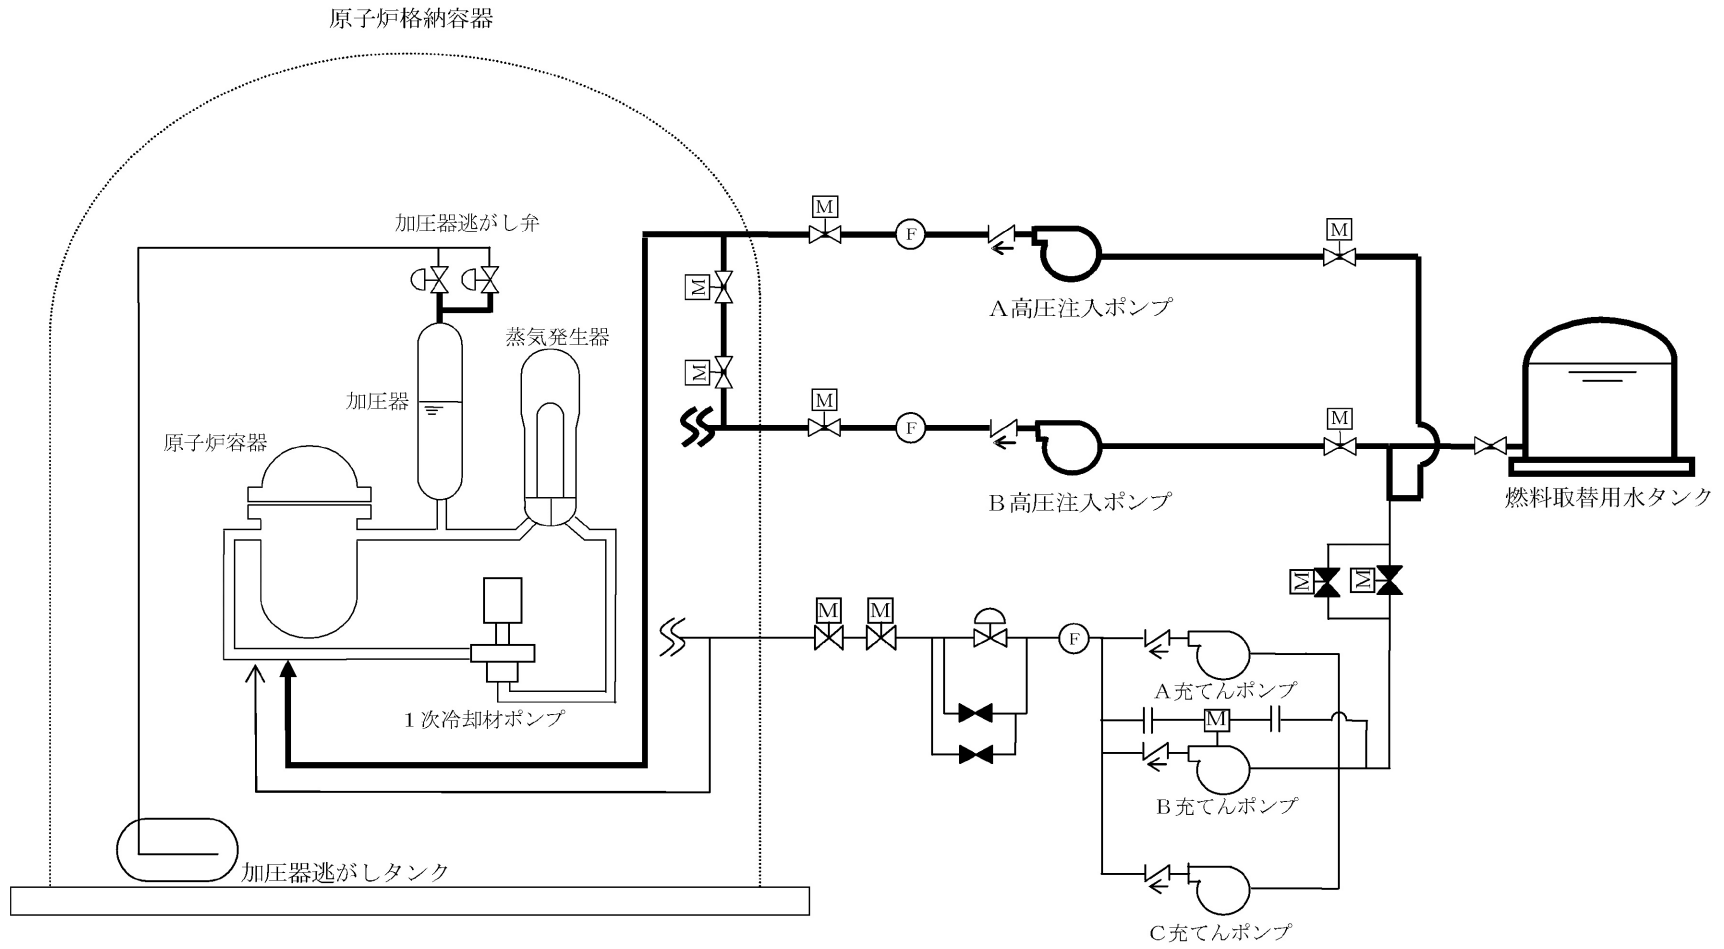 原子炉格納容器
M
加圧器逃がし弁
F
M
M
A高圧注入ポンプ
蒸気発生器
M
加圧器
M
F
M
原子炉容器
B高圧注入ポンプ
燃料取替用水タンク
M
M
M
M
F
A充てんポンプ
1次冷却材ポンプ
M
B充てんポンプ
加圧器逃がしタンク
C充てんポンプ